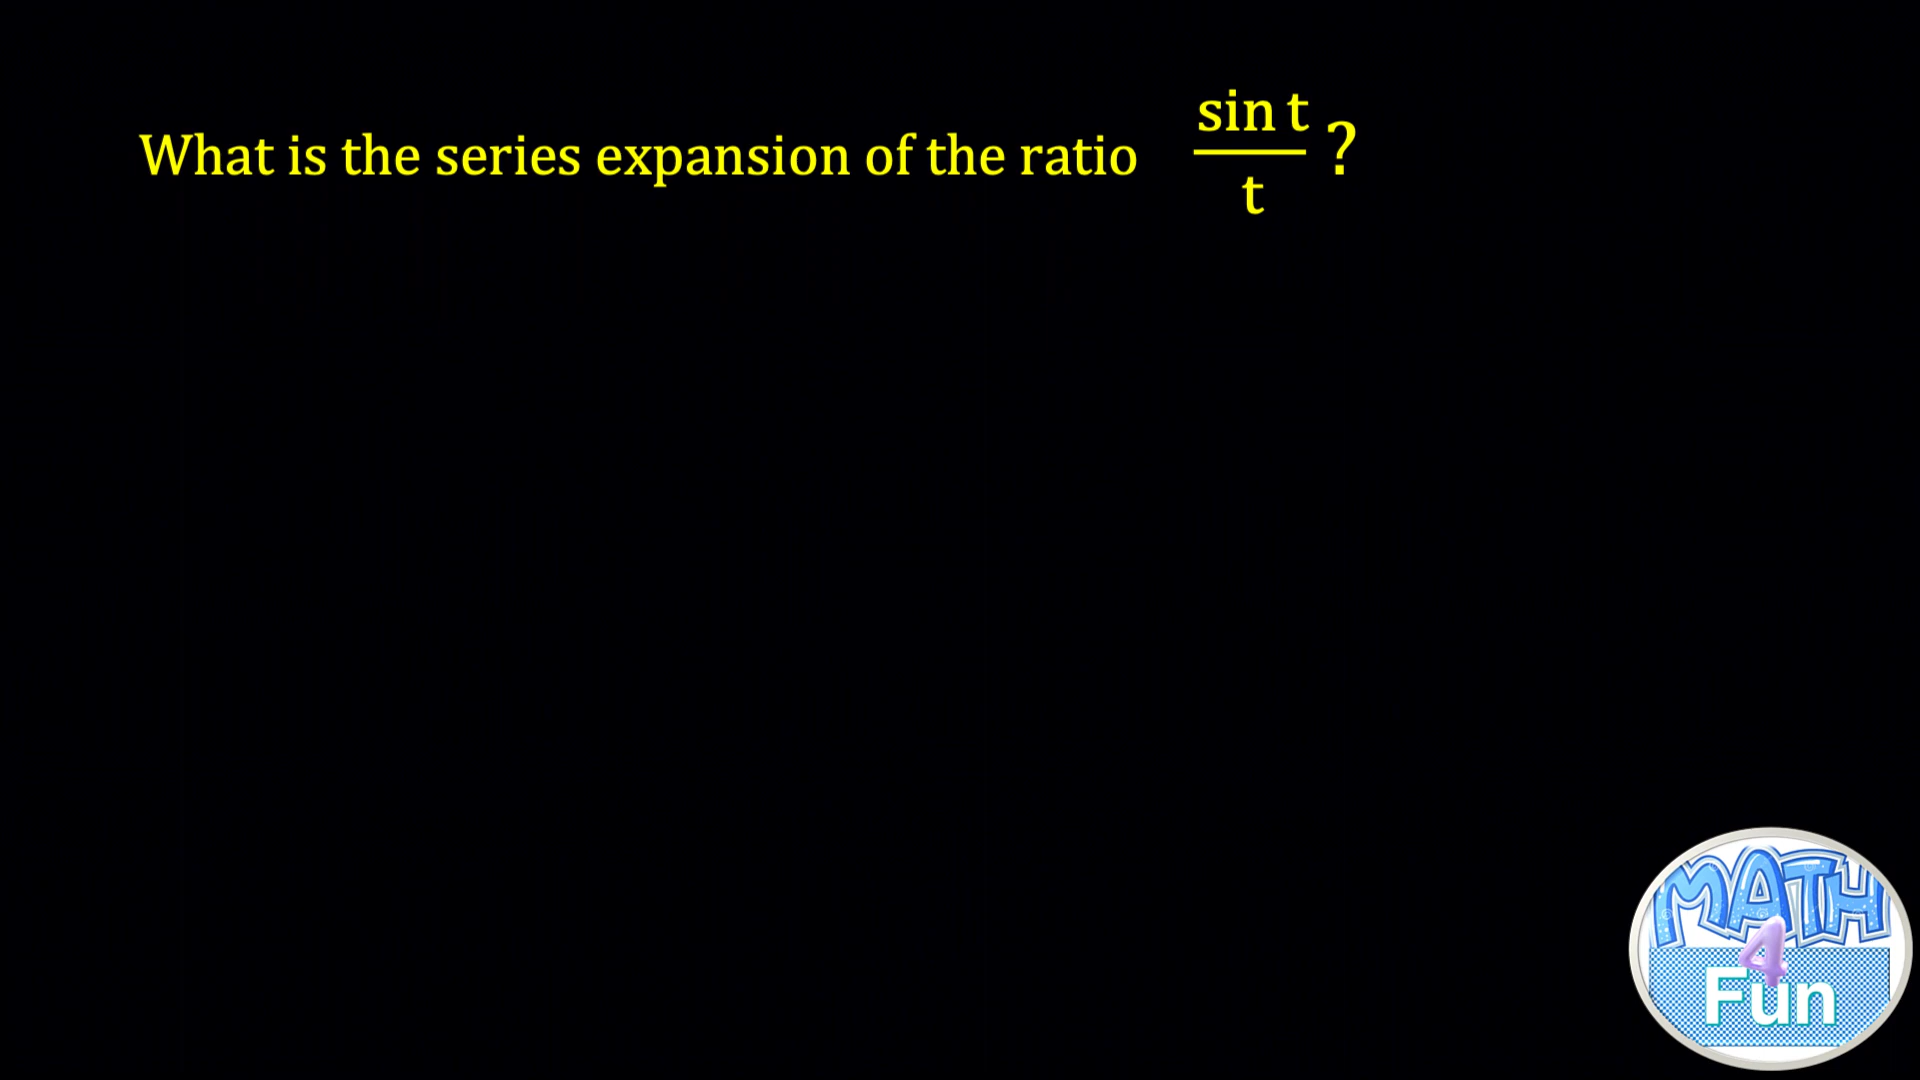 What is the series expansion of the ratio sin t / t ?
MATH
4
Fun